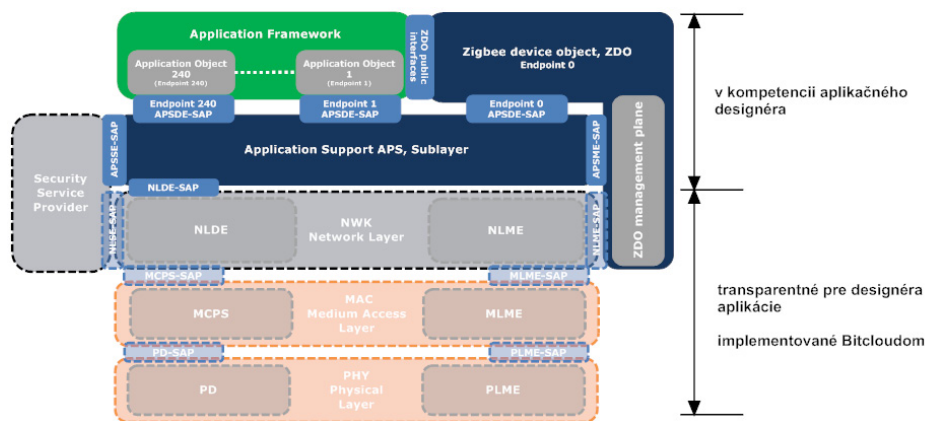 Application Framework
Application Object
240
(Endpoint 240)
Application Object
1
(Endpoint 1)
ZDO public
interfaces
Zigbee device object, ZDO
Endpoint 0
Endpoint 240
APSDE-SAP
Endpoint 1
APSDE-SAP
Endpoint 0
APSDE-SAP
v kompetencii aplikačného
designéra
Security
Service
Provider
APSSE-SAP
Application Support APS, Sublayer
APSME-SAP
ZDO management plane
NLDE-SAP
NLSE-SAP
NLDE
NWK
Network Layer
NLME
NLME-SAP
MCPS-SAP
MLME-SAP
MCPS
MAC
Medium Access
Layer
MLME
transparentné pre designéra
aplikácie
implementované Bitcloudom
PD-SAP
PLME-SAP
PD
PHY
Physical
Layer
PLME